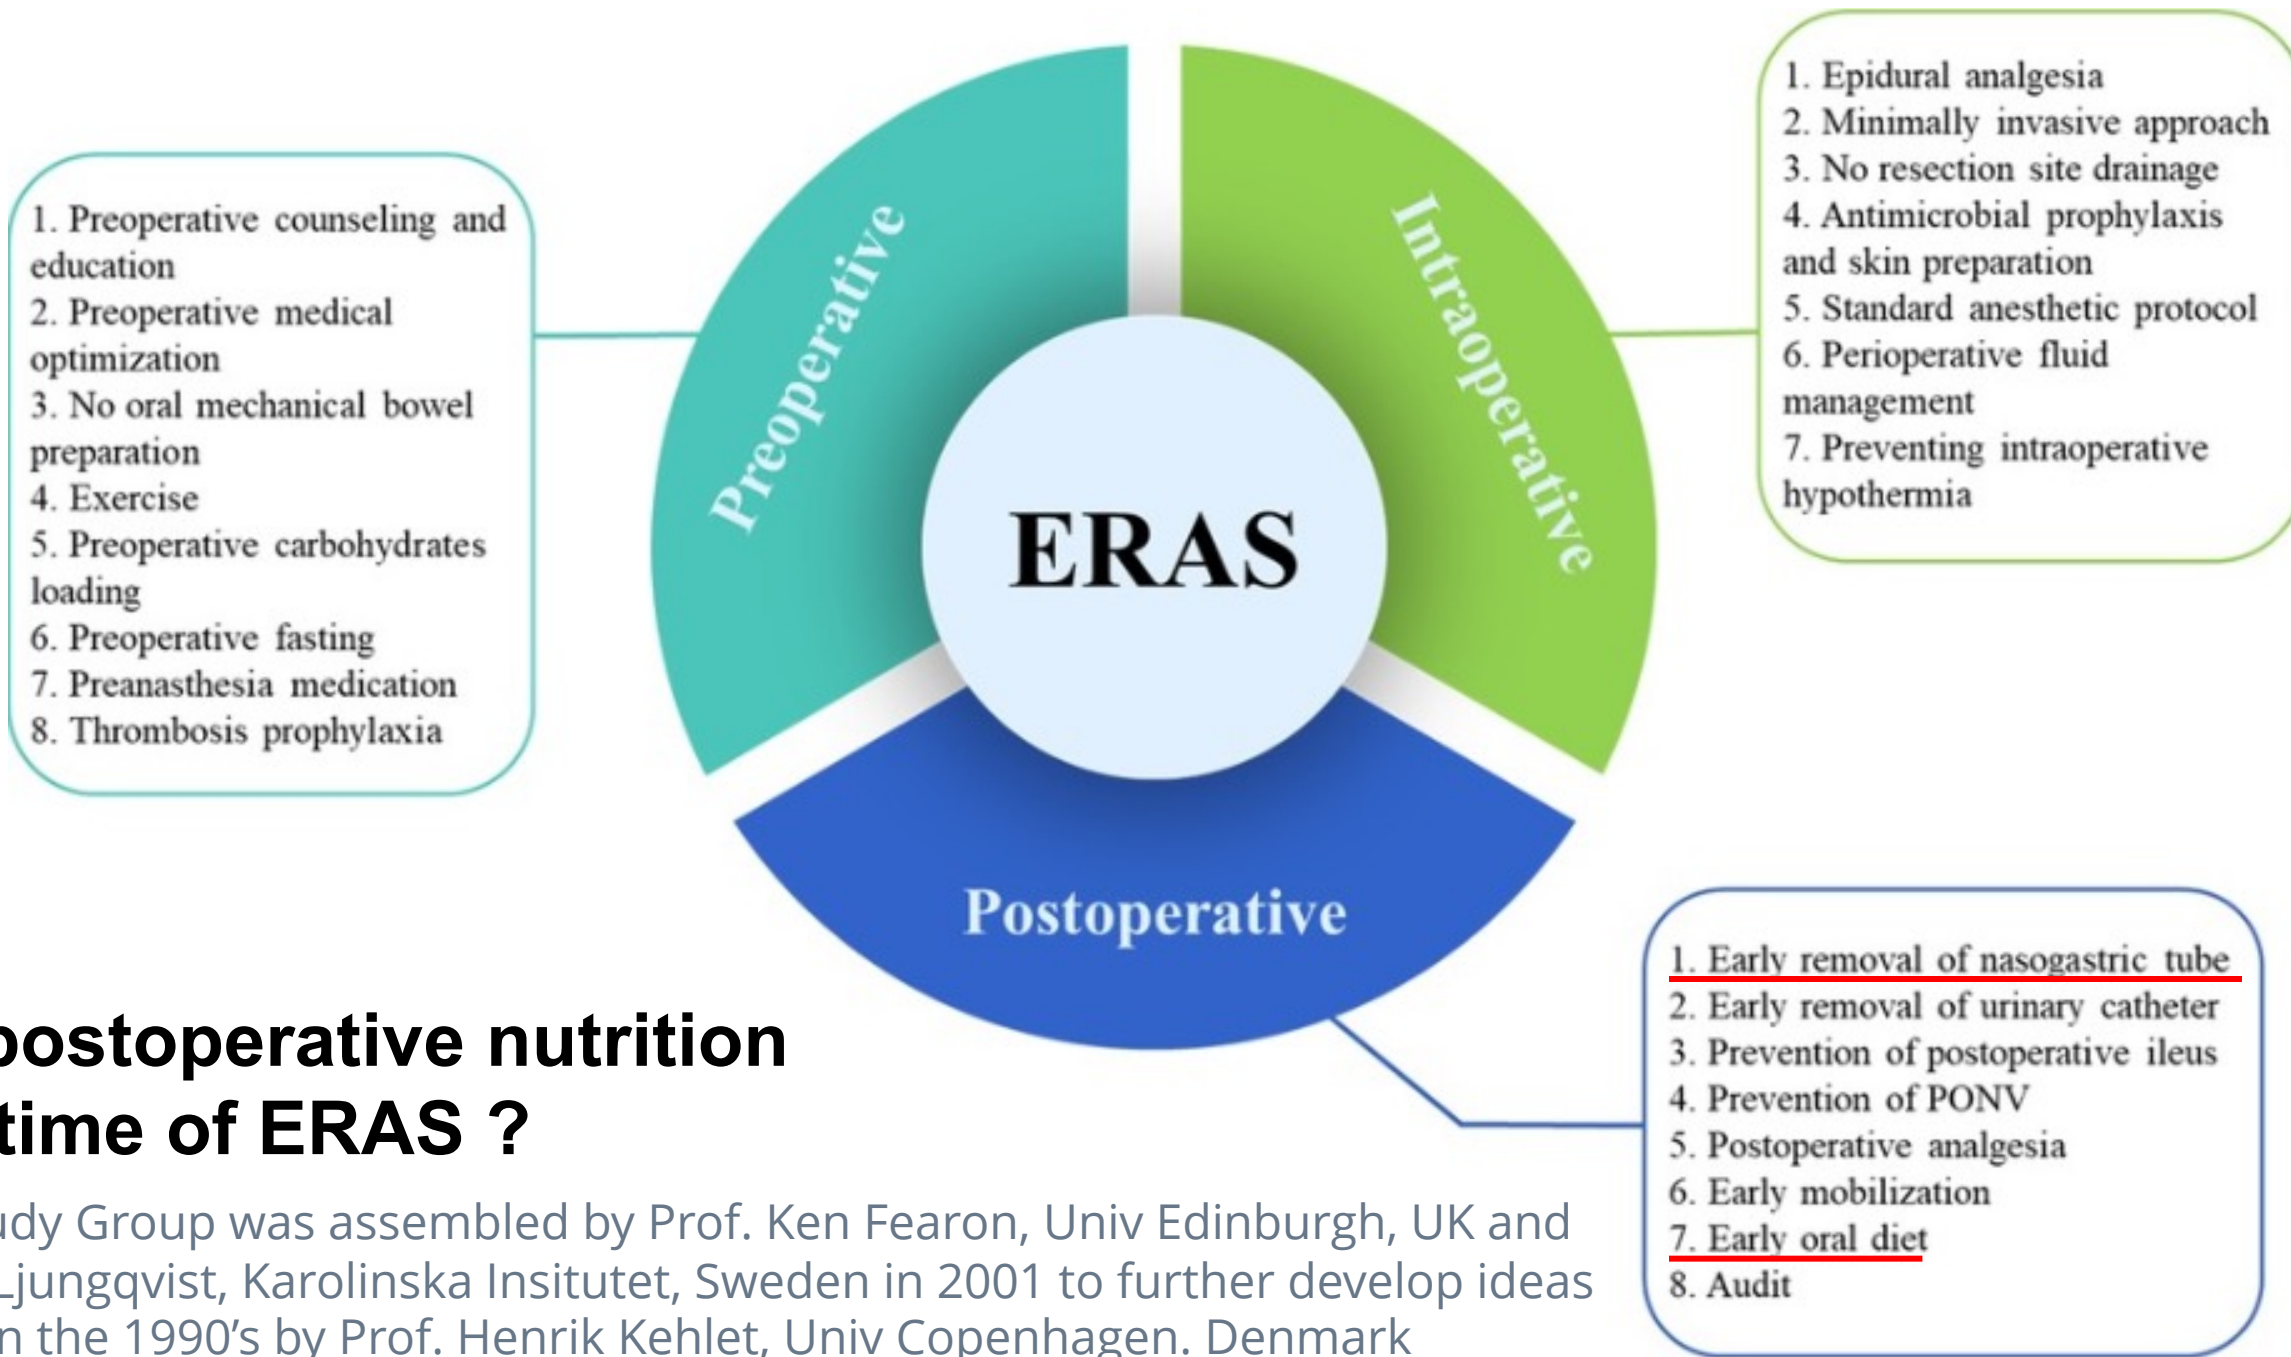 1. Preoperative counseling and
education
2. Preoperative medical
optimization
3. No oral mechanical bowel
preparation
4. Exercise
5. Preoperative carbohydrates
loading
6. Preoperative fasting
7. Preanasthesia medication
8. Thrombosis prophylaxia
Preoperative
Intraoperative
ERAS
Postoperative
1. Epidural analgesia
2. Minimally invasive approach
3. No resection site drainage
4. Antimicrobial prophylaxis
and skin preparation
5. Standard anesthetic protocol
6. Perioperative fluid
management
7. Preventing intraoperative
hypothermia
1. Early removal of nasogastric tube
2. Early removal of urinary catheter
3. Prevention of postoperative ileus
4. Prevention of PONV
5. Postoperative analgesia
6. Early mobilization
7. Early oral diet
8. Audit
postoperative nutrition
time of ERAS ?
udy Group was assembled by Prof. Ken Fearon, Univ Edinburgh, UK and
Ljungqvist, Karolinska Insitutet, Sweden in 2001 to further develop ideas
n the 1990’s by Prof. Henrik Kehlet, Univ Copenhagen. Denmark